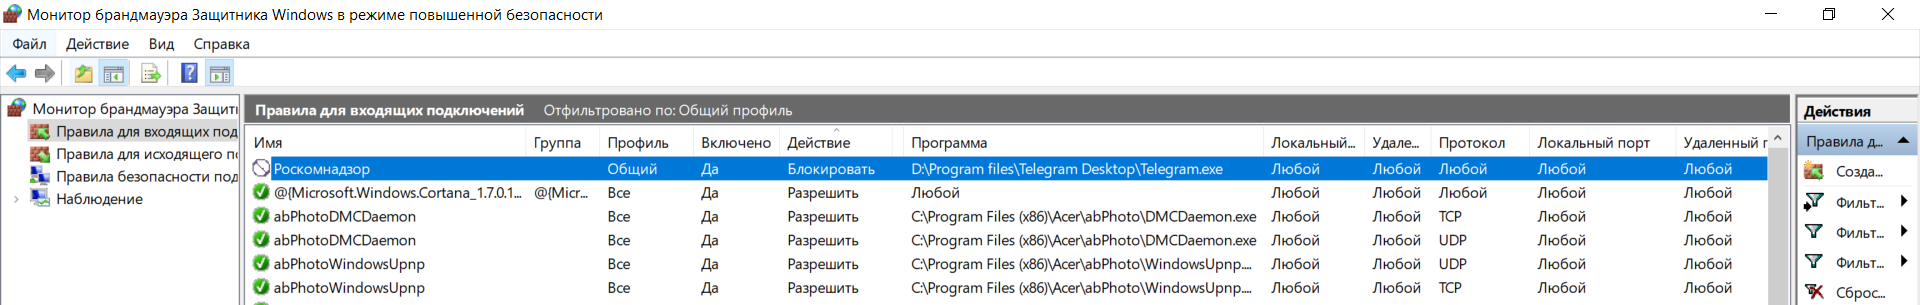 Монитор брандмауэра Защитника Windows в режиме повышенной безопасности
Файл Действие Вид Справка
Монитор брандмауэра Защитн
Правила для входящих под
Правила для исходящего по
Правила безопасности под
Наблюдение
Правила для входящих подключений Отфильтровано по: Общий профиль
Имя Группа Профиль Включено Действие Программа Локальный... Удале... Протокол Локальный порт Удаленный п
Роскомнадзор Общий Да Блокировать D:\Program files\Telegram Desktop\Telegram.exe Любой Любой Любой Любой Любой
@{Microsoft.Windows.Cortana_1.7.0.1... @{Micr... Все Да Разрешить Любой Любой Любой Любой Любой Любой
abPhotoDMCDaemon Все Да Разрешить C:\Program Files (x86)\Acer\abPhoto\DMCDaemon.exe Любой Любой TCP Любой Любой
abPhotoDMCDaemon Все Да Разрешить C:\Program Files (x86)\Acer\abPhoto\DMCDaemon.exe Любой Любой UDP Любой Любой
abPhotoWindowsUpnp Все Да Разрешить C:\Program Files (x86)\Acer\abPhoto\WindowsUpnp.... Любой Любой UDP Любой Любой
abPhotoWindowsUpnp Все Да Разрешить C:\Program Files (x86)\Acer\abPhoto\WindowsUpnp.... Любой Любой TCP Любой Любой
Действия
Правила д...
Созда...
Фильт...
Фильт...
Фильт...
Сброс...